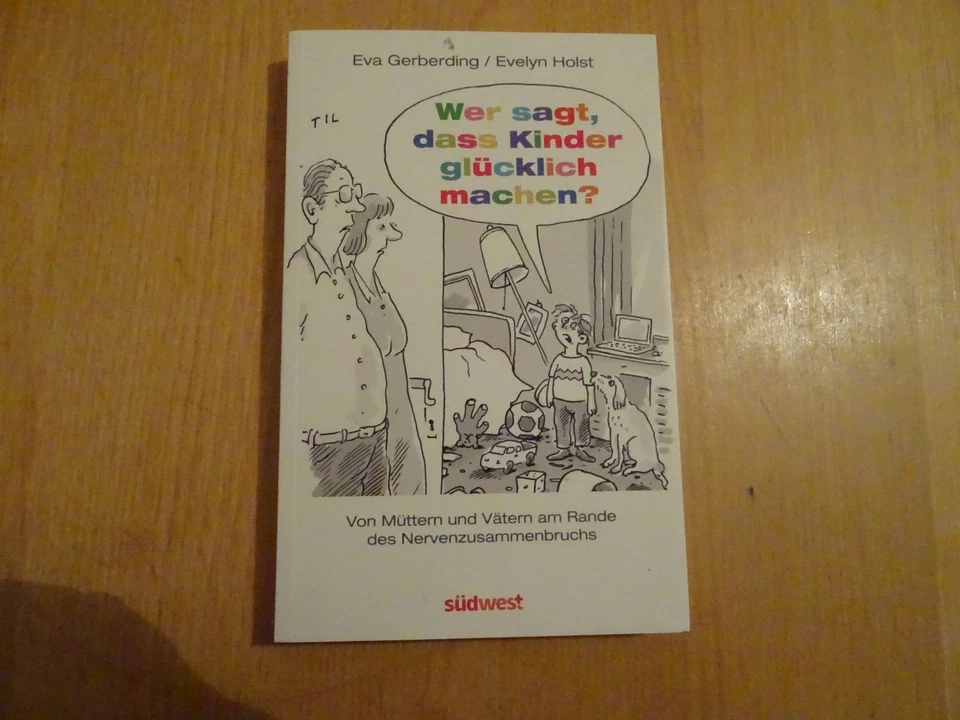 Eva Gerberding / Evelyn Holst
TIL
Wer sagt,
dass Kinder
glücklich
machen?
Von Müttern und Vätern am Rande
des Nervenzusammenbruchs
südwest